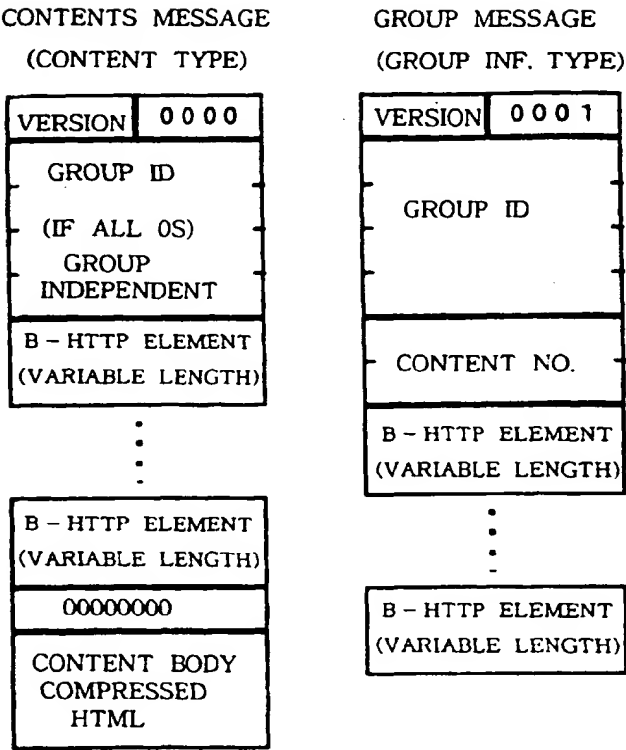 CONTENTS MESSAGE
(CONTENT TYPE)
VERSION 0000
GROUP ID
(IF ALL 0S)
GROUP
INDEPENDENT
B-HTTP ELEMENT
(VARIABLE LENGTH)
B-HTTP ELEMENT
(VARIABLE LENGTH)
00000000
CONTENT BODY
COMPRESSED
HTML
GROUP MESSAGE
(GROUP INF. TYPE)
VERSION 0001
GROUP ID
CONTENT NO.
B-HTTP ELEMENT
(VARIABLE LENGTH)
B-HTTP ELEMENT
(VARIABLE LENGTH)